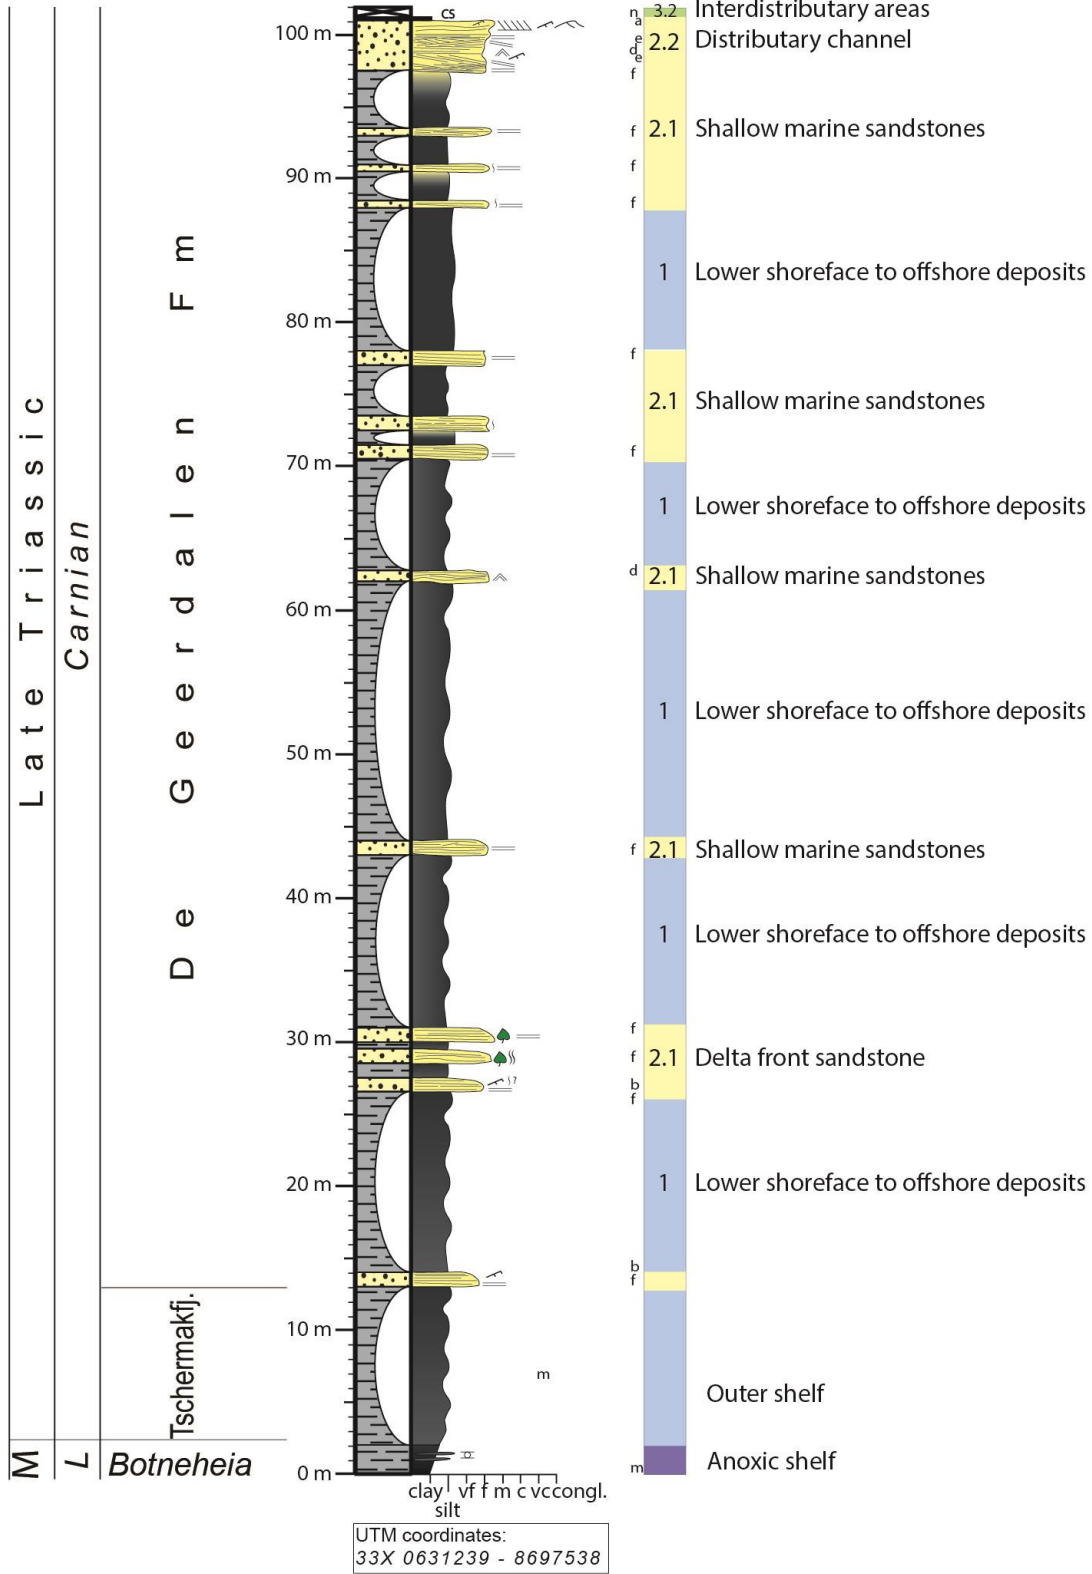 Late Triassic
M
Carnian
L
De Geerdalen Fm
Tschermakfj.
Botneheia
cs
100 m
90 m
80 m
70 m
60 m
50 m
40 m
30 m
20 m
10 m
0 m
?
m
clay vf f m c vc congl.
silt
UTM coordinates:
33X 0631239 - 8697538
n 3.2 Interdistributary areas
a
e 2.2 Distributary channel
d
e
f
f 2.1 Shallow marine sandstones
f
f
1 Lower shoreface to offshore deposits
f
2.1 Shallow marine sandstones
f
1 Lower shoreface to offshore deposits
d 2.1 Shallow marine sandstones
1 Lower shoreface to offshore deposits
f 2.1 Shallow marine sandstones
1 Lower shoreface to offshore deposits
f
f 2.1 Delta front sandstone
b
f
1 Lower shoreface to offshore deposits
b
f
Outer shelf
Anoxic shelf
m